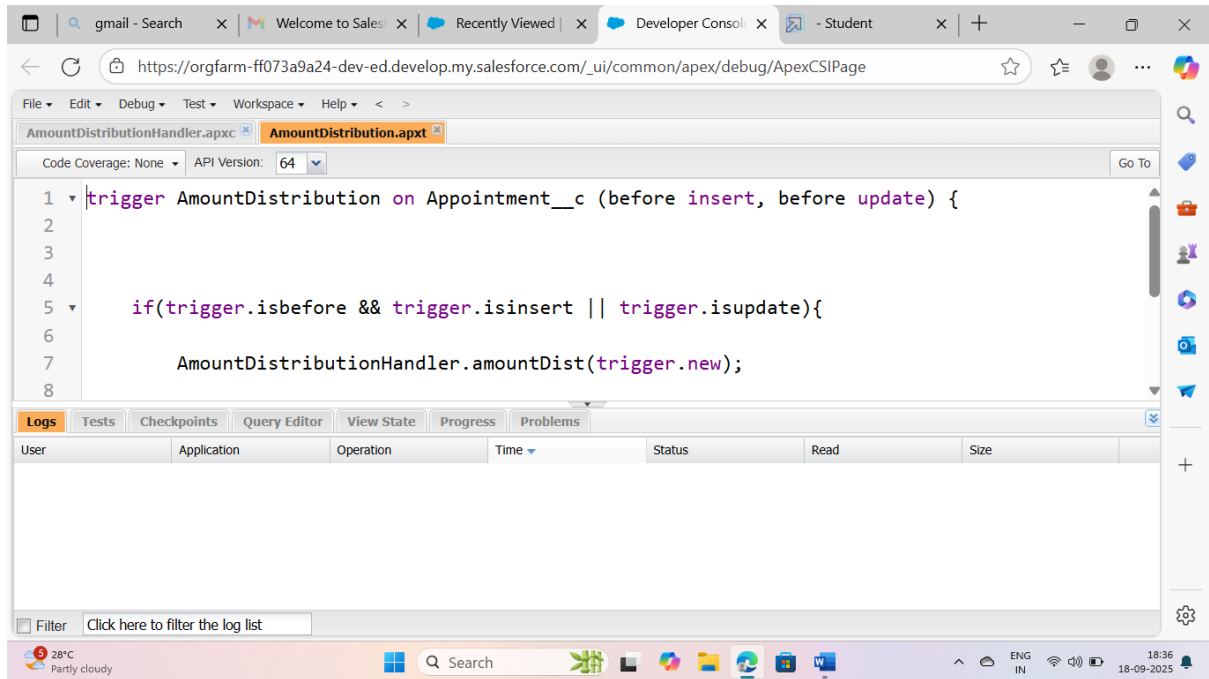 gmail - Search
Welcome to Sales
Recently Viewed |
Developer Consol
- Student
https://orgfarm-ff073a9a24-dev-ed.develop.my.salesforce.com/_ui/common/apex/debug/ApexCSIPage
File Edit Debug Test Workspace Help < >
AmountDistributionHandler.apxc AmountDistribution.apxt
Code Coverage: None API Version: 64 Go To
1 trigger AmountDistribution on Appointment__c (before insert, before update) {
2
3
4
5 if(trigger.isbefore && trigger.isinsert || trigger.isupdate){
6
7 AmountDistributionHandler.amountDist(trigger.new);
8
Logs Tests Checkpoints Query Editor View State Progress Problems
User Application Operation Time Status Read Size
Filter Click here to filter the log list
5 28°C
Partly cloudy
Search
ENG
IN
18:36
18-09-2025